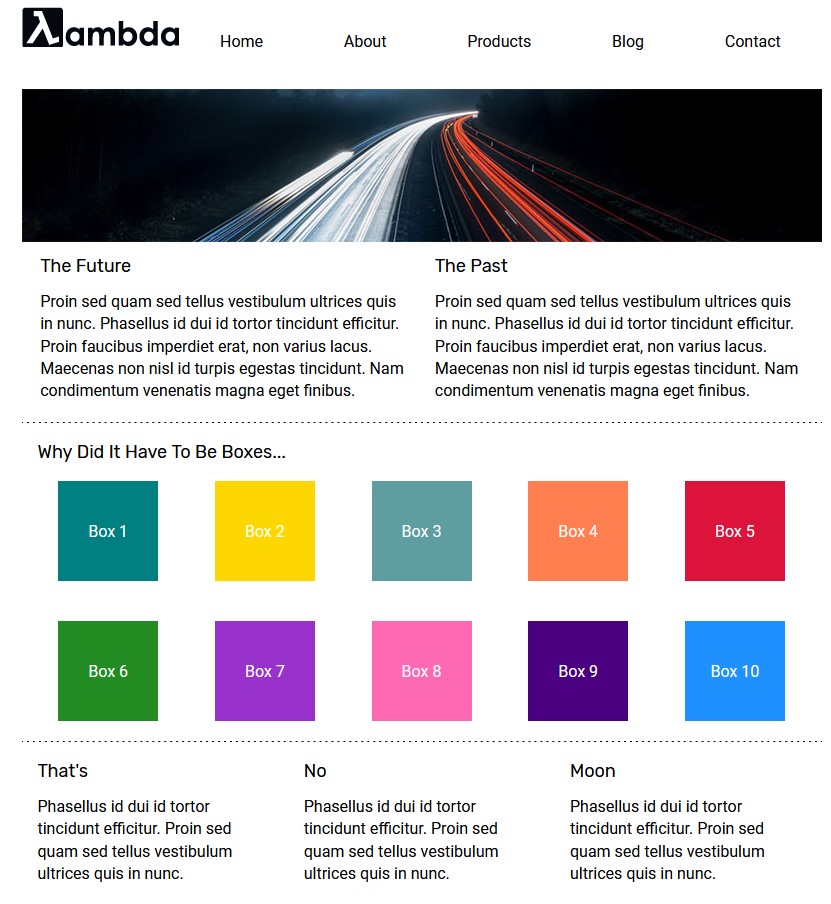 λambda
Home About Products Blog Contact
The Future
Proin sed quam sed tellus vestibulum ultrices quis
in nunc. Phasellus id dui id tortor tincidunt efficitur.
Proin faucibus imperdiet erat, non varius lacus.
Maecenas non nisl id turpis egestas tincidunt. Nam
condimentum venenatis magna eget finibus.
The Past
Proin sed quam sed tellus vestibulum ultrices quis
in nunc. Phasellus id dui id tortor tincidunt efficitur.
Proin faucibus imperdiet erat, non varius lacus.
Maecenas non nisl id turpis egestas tincidunt. Nam
condimentum venenatis magna eget finibus.
Why Did It Have To Be Boxes...
Box 1 Box 2 Box 3 Box 4 Box 5
Box 6 Box 7 Box 8 Box 9 Box 10
That's
Phasellus id dui id tortor
tincidunt efficitur. Proin sed
quam sed tellus vestibulum
ultrices quis in nunc.
No
Phasellus id dui id tortor
tincidunt efficitur. Proin sed
quam sed tellus vestibulum
ultrices quis in nunc.
Moon
Phasellus id dui id tortor
tincidunt efficitur. Proin sed
quam sed tellus vestibulum
ultrices quis in nunc.